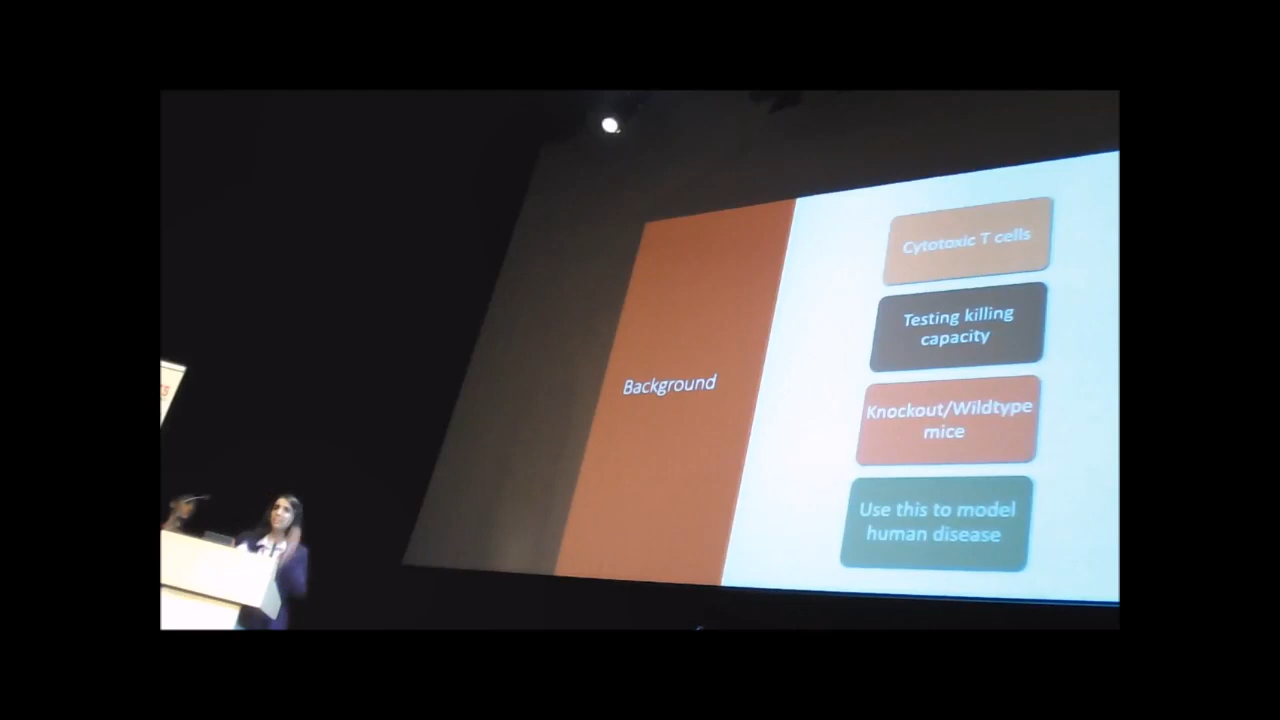 Background
Cytotoxic T cells
Testing killing
capacity
Knockout/Wildtype
mice
Use this to model
human disease